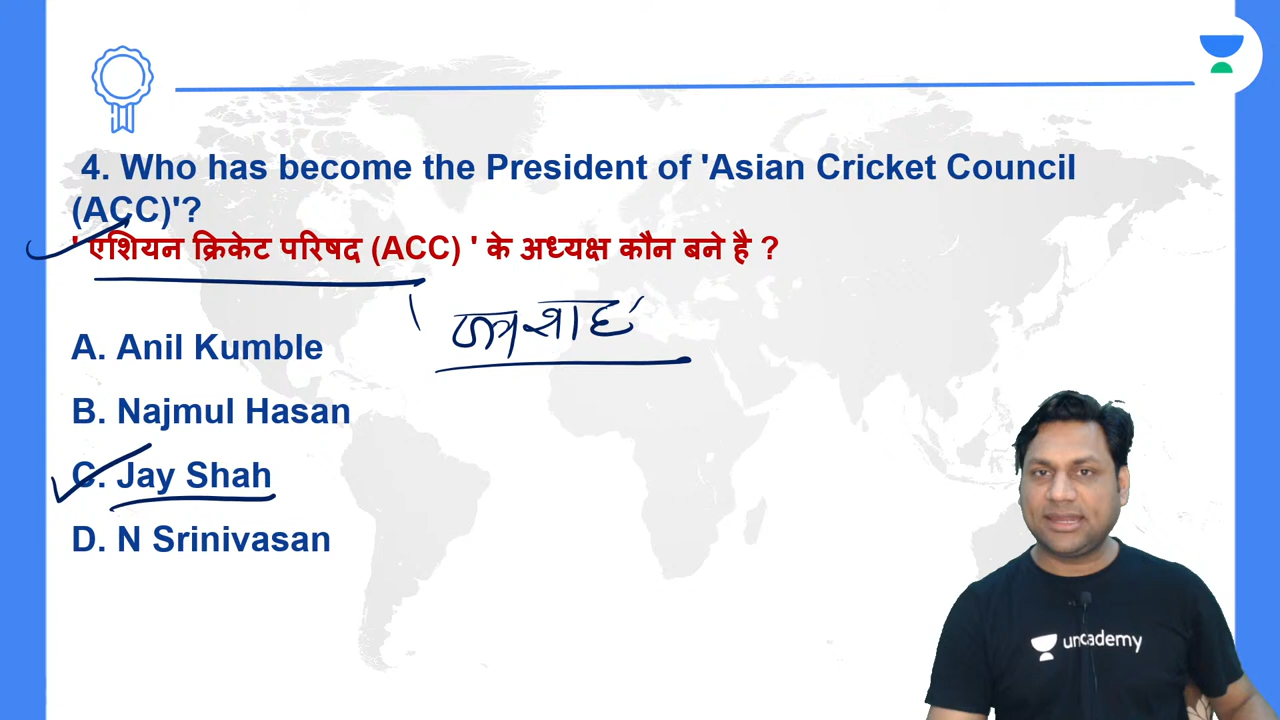 4. Who has become the President of 'Asian Cricket Council
(ACC)'?
' एशियन क्रिकेट परिषद (ACC) ' के अध्यक्ष कौन बने है ?
A. Anil Kumble
B. Najmul Hasan
C. Jay Shah
D. N Srinivasan
unacademy